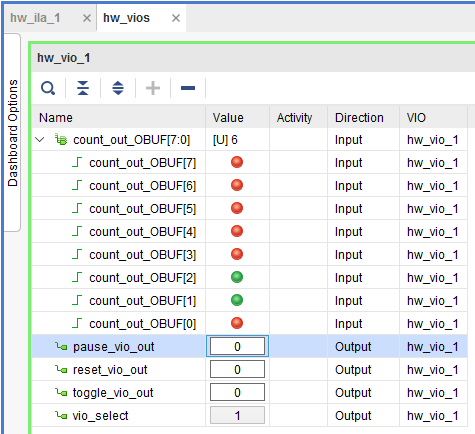 hw_ila_1 hw_vios
Dashboard Options
hw_vio_1
Name Value Activity Direction VIO
count_out_OBUF[7:0] [U] 6 Input hw_vio_1
count_out_OBUF[7] Input hw_vio_1
count_out_OBUF[6] Input hw_vio_1
count_out_OBUF[5] Input hw_vio_1
count_out_OBUF[4] Input hw_vio_1
count_out_OBUF[3] Input hw_vio_1
count_out_OBUF[2] Input hw_vio_1
count_out_OBUF[1] Input hw_vio_1
count_out_OBUF[0] Input hw_vio_1
pause_vio_out 0 Output hw_vio_1
reset_vio_out 0 Output hw_vio_1
toggle_vio_out 0 Output hw_vio_1
vio_select 1 Output hw_vio_1